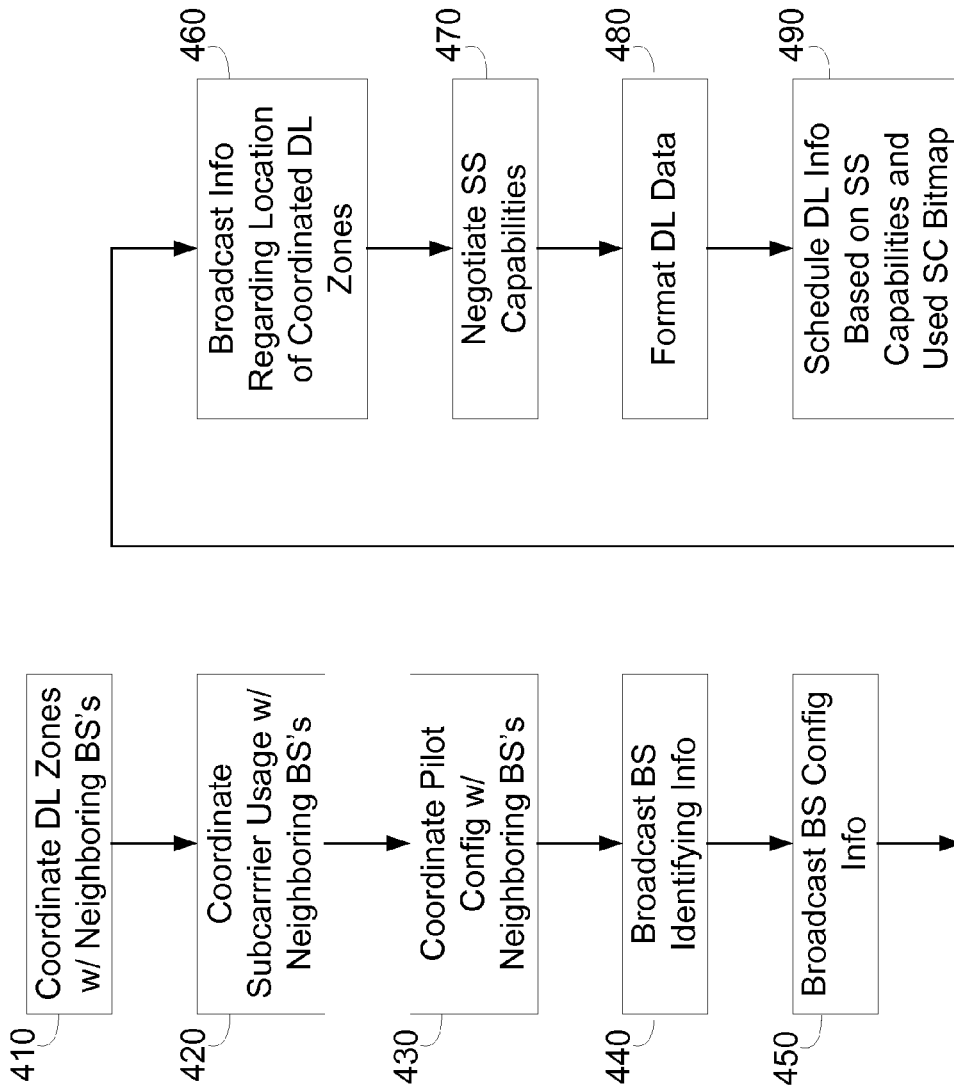 410
Coordinate DL Zones
w/ Neighboring BS's
420
Coordinate
Subcarrrier Usage w/
Neighboring BS's
430
Coordinate Pilot
Config w/
Neighboring BS's
440
Broadcast BS
Identifying Info
450
Broadcast BS Config
Info
460
Broadcast Info
Regarding Location
of Coordinated DL
Zones
470
Negotiate SS
Capabilities
480
Format DL Data
490
Schedule DL Info
Based on SS
Capabilities and
Used SC Bitmap